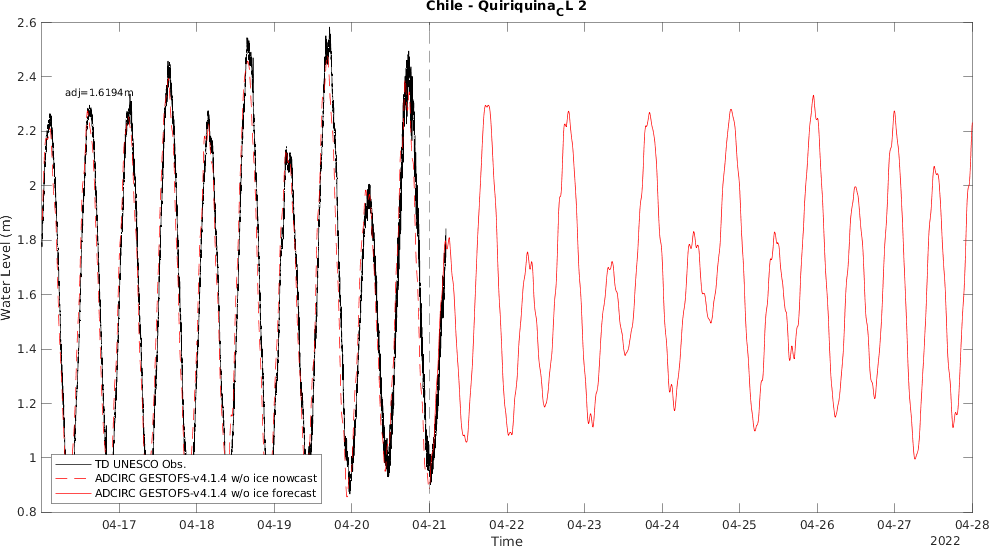 Chile - QuiriquinaCL 2
2.6
2.4
adj=1.6194m
2.2
2
1.8
1.6
1.4
1.2
1
0.8
Water Level (m)
TD UNESCO Obs.
ADCIRC GESTOFS-v4.1.4 w/o ice nowcast
ADCIRC GESTOFS-v4.1.4 w/o ice forecast
04-17 04-18 04-19 04-20 04-21 04-22 04-23 04-24 04-25 04-26 04-27 04-28
Time
2022